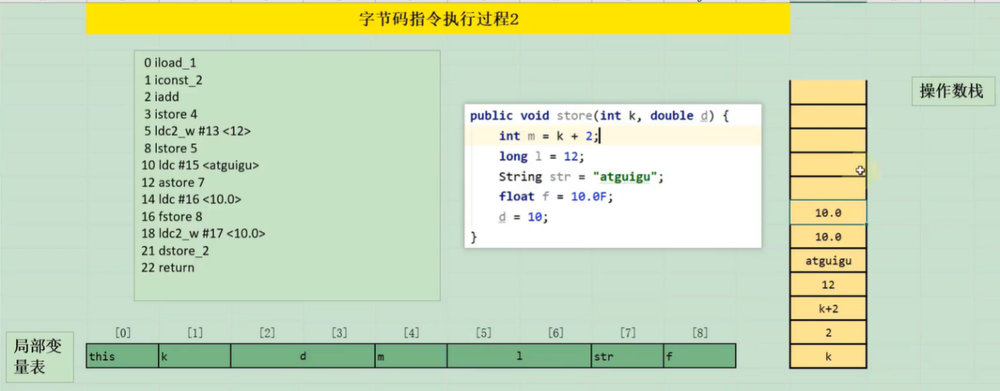 字节码指令执行过程2
0 iload_1
1 iconst_2
2 iadd
3 istore 4
5 ldc2_w #13 <12>
8 lstore 5
10 ldc #15 <atguigu>
12 astore 7
14 ldc #16 <10.0>
16 fstore 8
18 ldc2_w #17 <10.0>
21 dstore_2
22 return
public void store(int k, double d) {
int m = k + 2;
long l = 12;
String str = "atguigu";
float f = 10.0F;
d = 10;
}
操作数栈
10.0
10.0
atguigu
12
k+2
2
k
局部变
量表
[0] [1] [2] [3] [4] [5] [6] [7] [8]
this k d m l str f